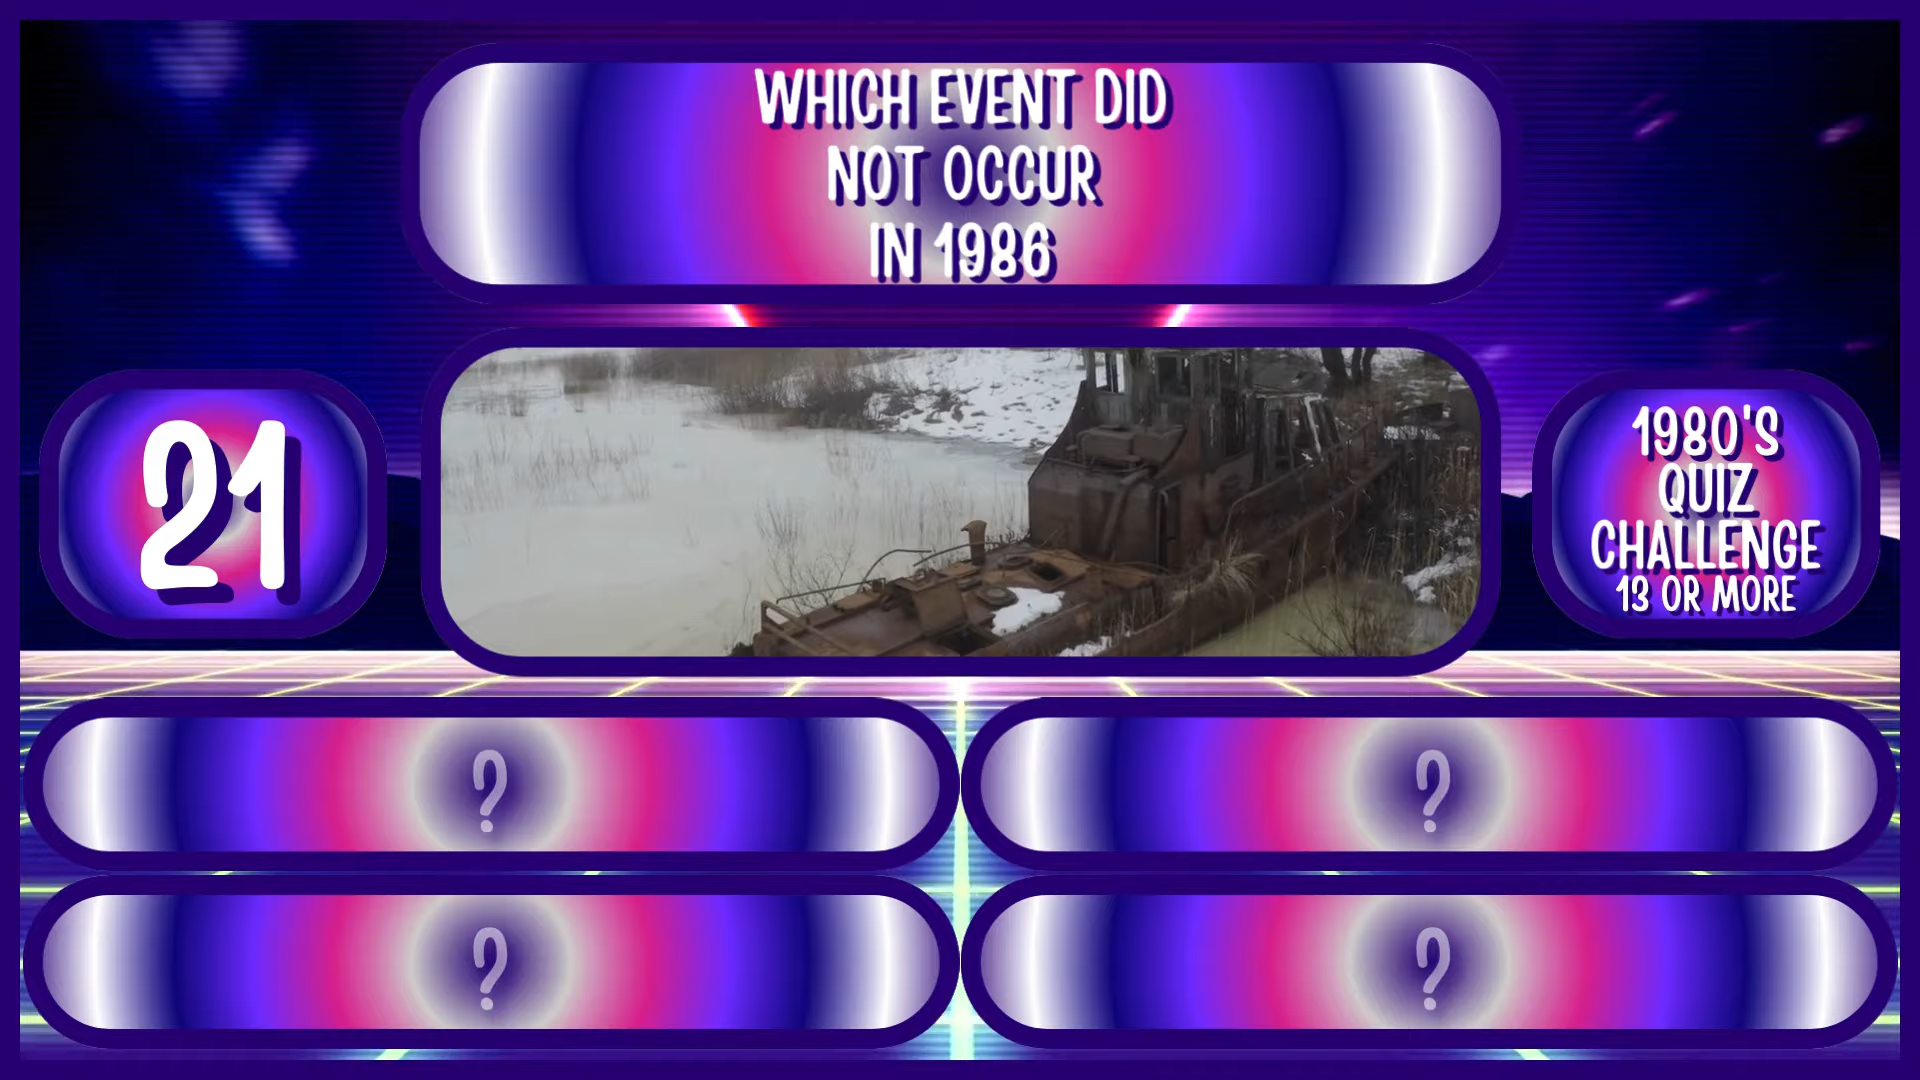 WHICH EVENT DID
NOT OCCUR
IN 1986
21
1980'S
QUIZ
CHALLENGE
13 OR MORE
?
?
?
?